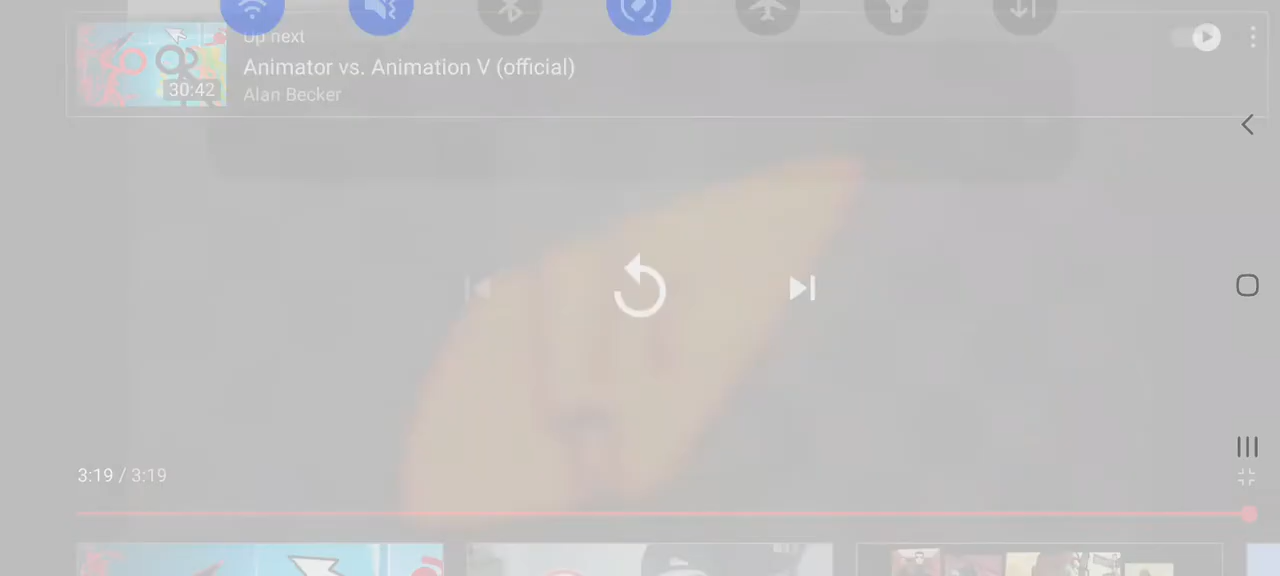 Up next
Animator vs. Animation V (official)
30:42
Alan Becker
3:19 / 3:19